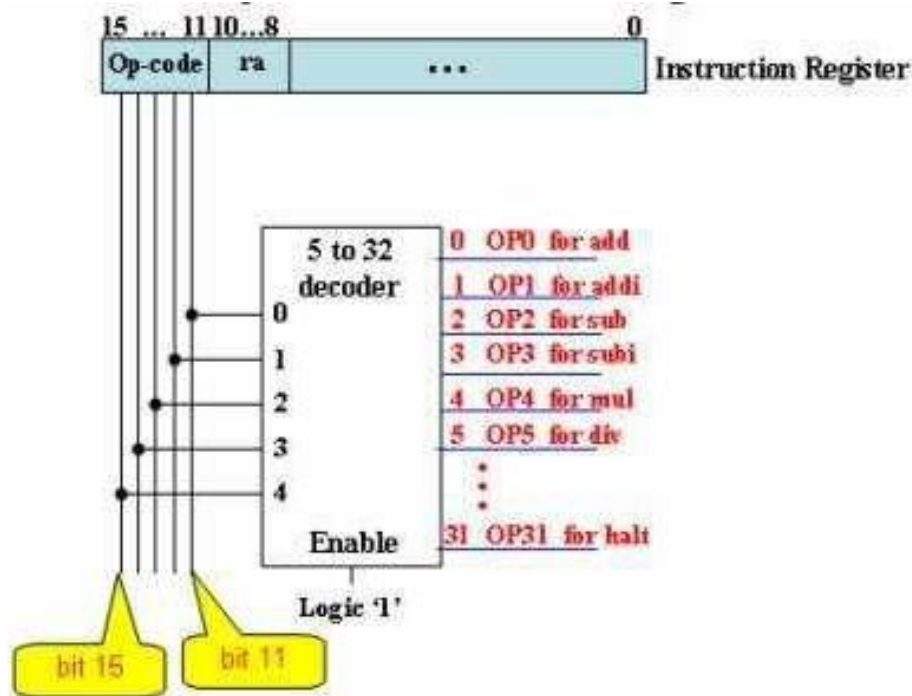 15 ... 11 10...8 0
Op-code ra ... Instruction Register
5 to 32
decoder
0
1
2
3
4
Enable
Logic '1'
0 OP0 for add
1 OP1 for addi
2 OP2 for sub
3 OP3 for subi
4 OP4 for mul
5 OP5 for div
31 OP31 for halt
bit 15
bit 11